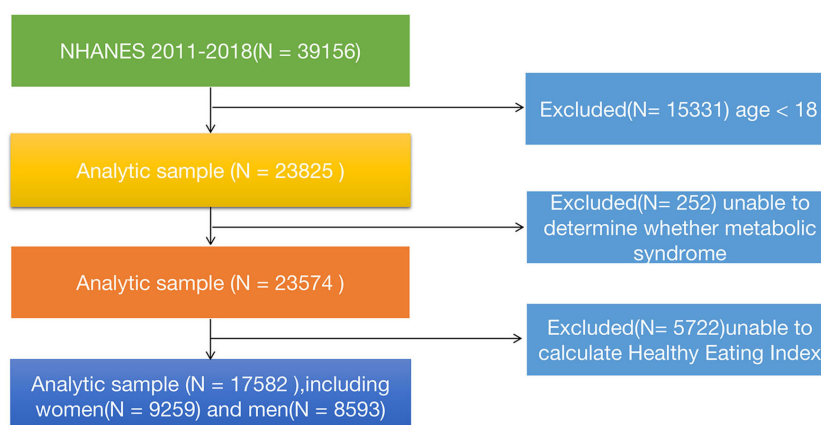 NHANES 2011-2018(N = 39156)
Excluded(N= 15331) age < 18
Analytic sample (N = 23825 )
Excluded(N= 252) unable to
determine whether metabolic
syndrome
Analytic sample (N = 23574 )
Excluded(N= 5722)unable to
calculate Healthy Eating Index
Analytic sample (N = 17582 ),including
women(N = 9259) and men(N = 8593)